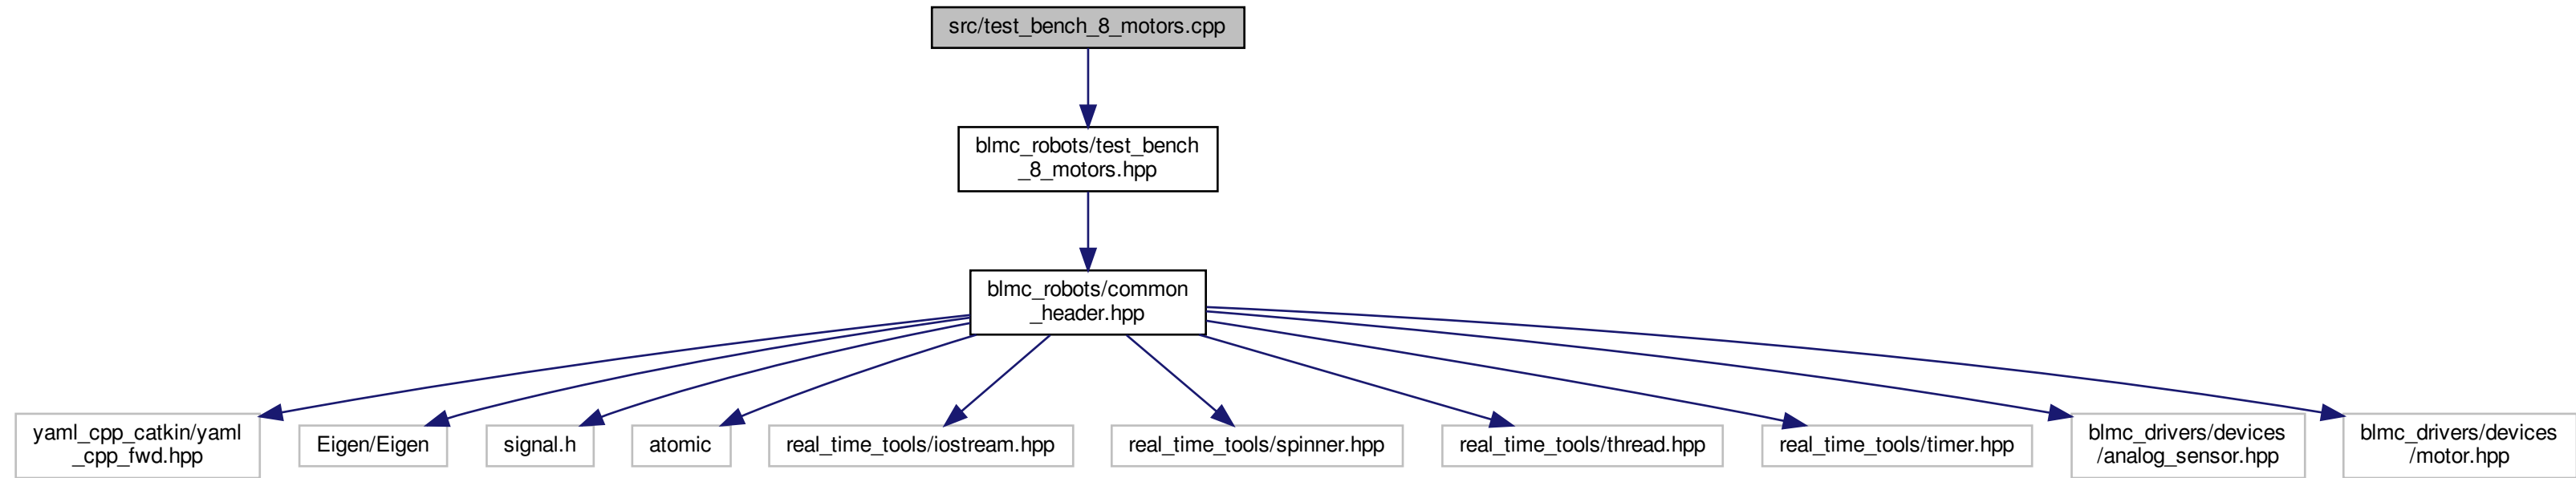 src/test_bench_8_motors.cpp
blmc_robots/test_bench
_8_motors.hpp
blmc_robots/common
_header.hpp
yaml_cpp_catkin/yaml
_cpp_fwd.hpp
Eigen/Eigen
signal.h
atomic
real_time_tools/iostream.hpp
real_time_tools/spinner.hpp
real_time_tools/thread.hpp
real_time_tools/timer.hpp
blmc_drivers/devices
/analog_sensor.hpp
blmc_drivers/devices
/motor.hpp